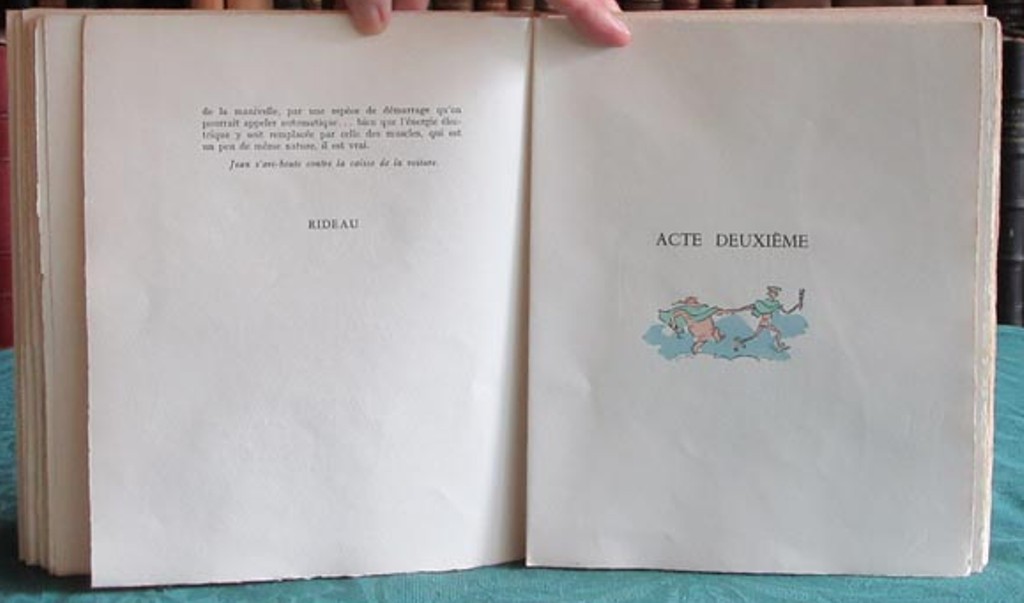 de la manivelle, par une espèce de démarrage qu'on
pourrait appeler automatique... bien que l'énergie élec-
trique y soit remplacée par celle des muscles, qui est
un peu de même nature, il est vrai.
Jean s'arc-boute contre la caisse de la voiture.
RIDEAU
ACTE DEUXIÈME